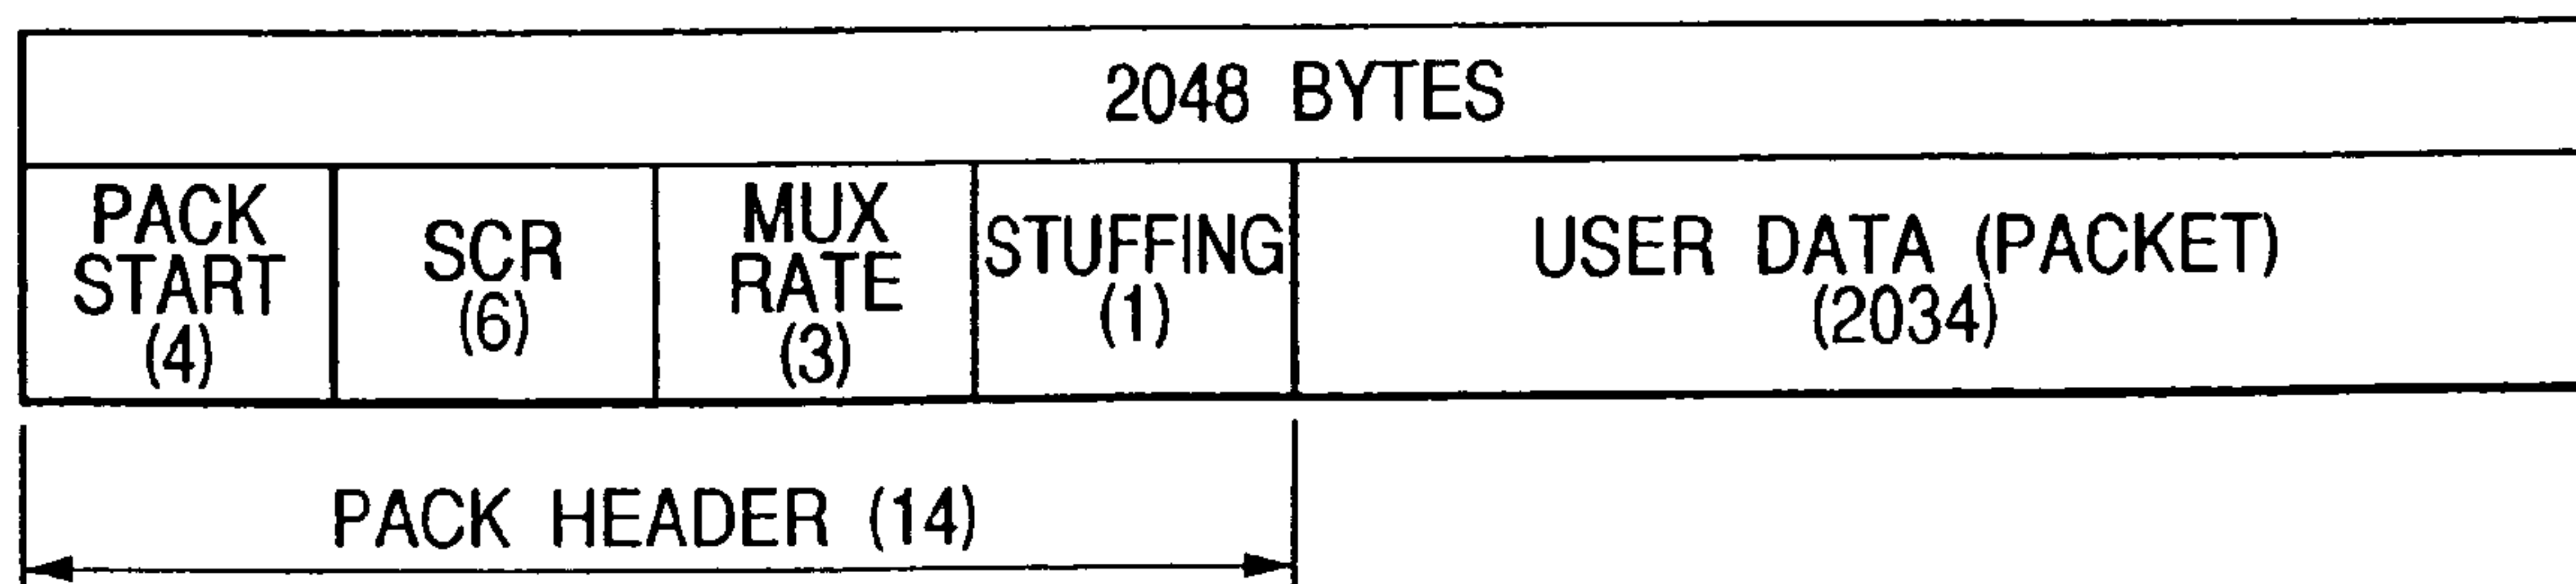 2048 BYTES
PACK
START
(4)
SCR
(6)
MUX
RATE
(3)
STUFFING
(1)
USER DATA (PACKET)
(2034)
PACK HEADER (14)